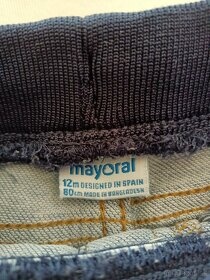 mayoral
12m DESIGNED IN SPAIN
80cm MADE IN BANGLADESH